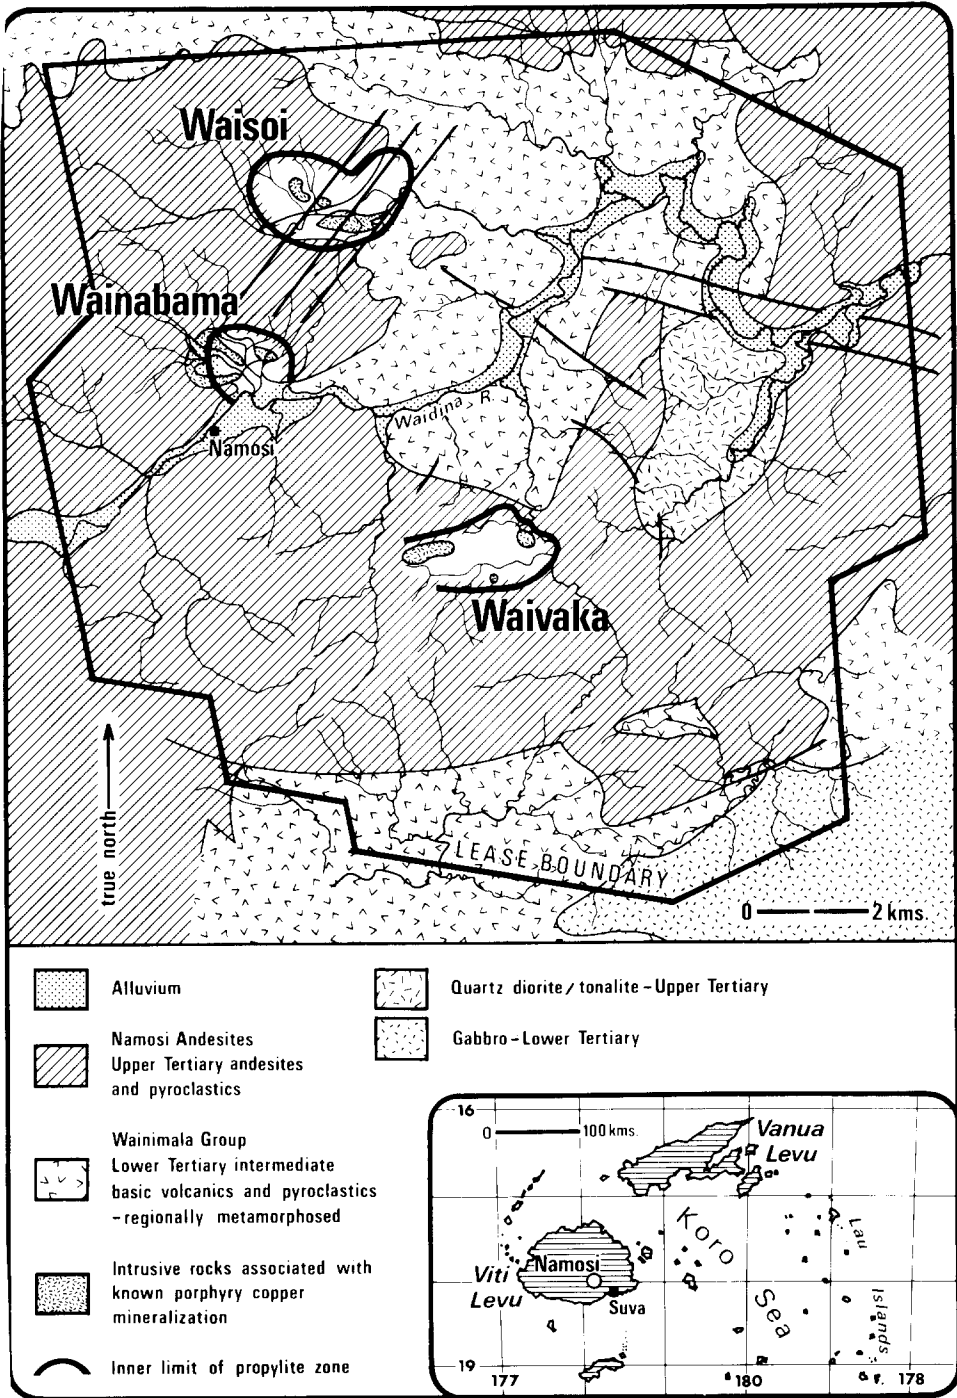 Waisoi
Wainabama
Waidina R.
Namosi
Waivaka
true north
LEASE BOUNDARY
0 2 kms.
Alluvium
Namosi Andesites
Upper Tertiary andesites
and pyroclastics
Wainimala Group
Lower Tertiary intermediate
basic volcanics and pyroclastics
-regionally metamorphosed
Intrusive rocks associated with
known porphyry copper
mineralization
Inner limit of propylite zone
Quartz diorite / tonalite - Upper Tertiary
Gabbro - Lower Tertiary
16
0 100 kms.
Vanua
Levu
Koro
Sea
Lau
Islands
Namosi
Viti
Levu
Suva
19
177
180
178